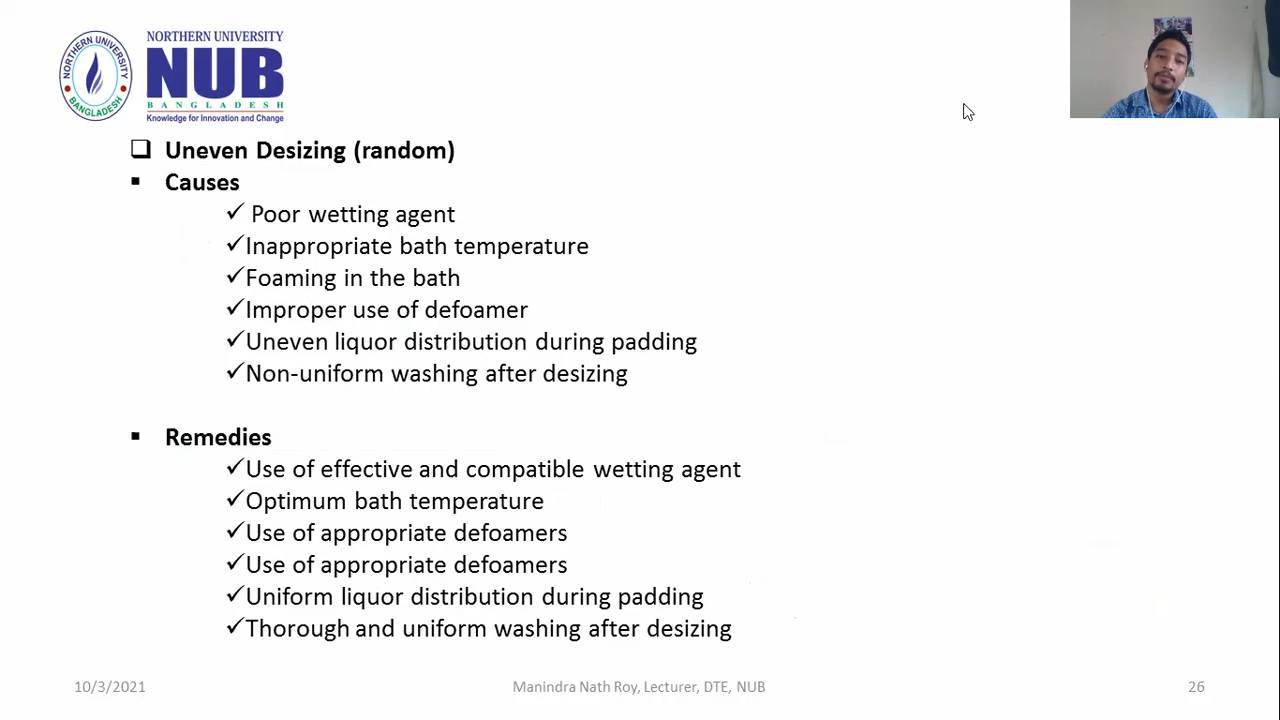 NORTHERN UNIVERSITY
NUB
BANGLADESH
Knowledge for Innovation and Change
NORTHERN UNIVERSITY
BANGLADESH
Uneven Desizing (random)
Causes
Poor wetting agent
Inappropriate bath temperature
Foaming in the bath
Improper use of defoamer
Uneven liquor distribution during padding
Non-uniform washing after desizing
Remedies
Use of effective and compatible wetting agent
Optimum bath temperature
Use of appropriate defoamers
Use of appropriate defoamers
Uniform liquor distribution during padding
Thorough and uniform washing after desizing
10/3/2021
Manindra Nath Roy, Lecturer, DTE, NUB
26